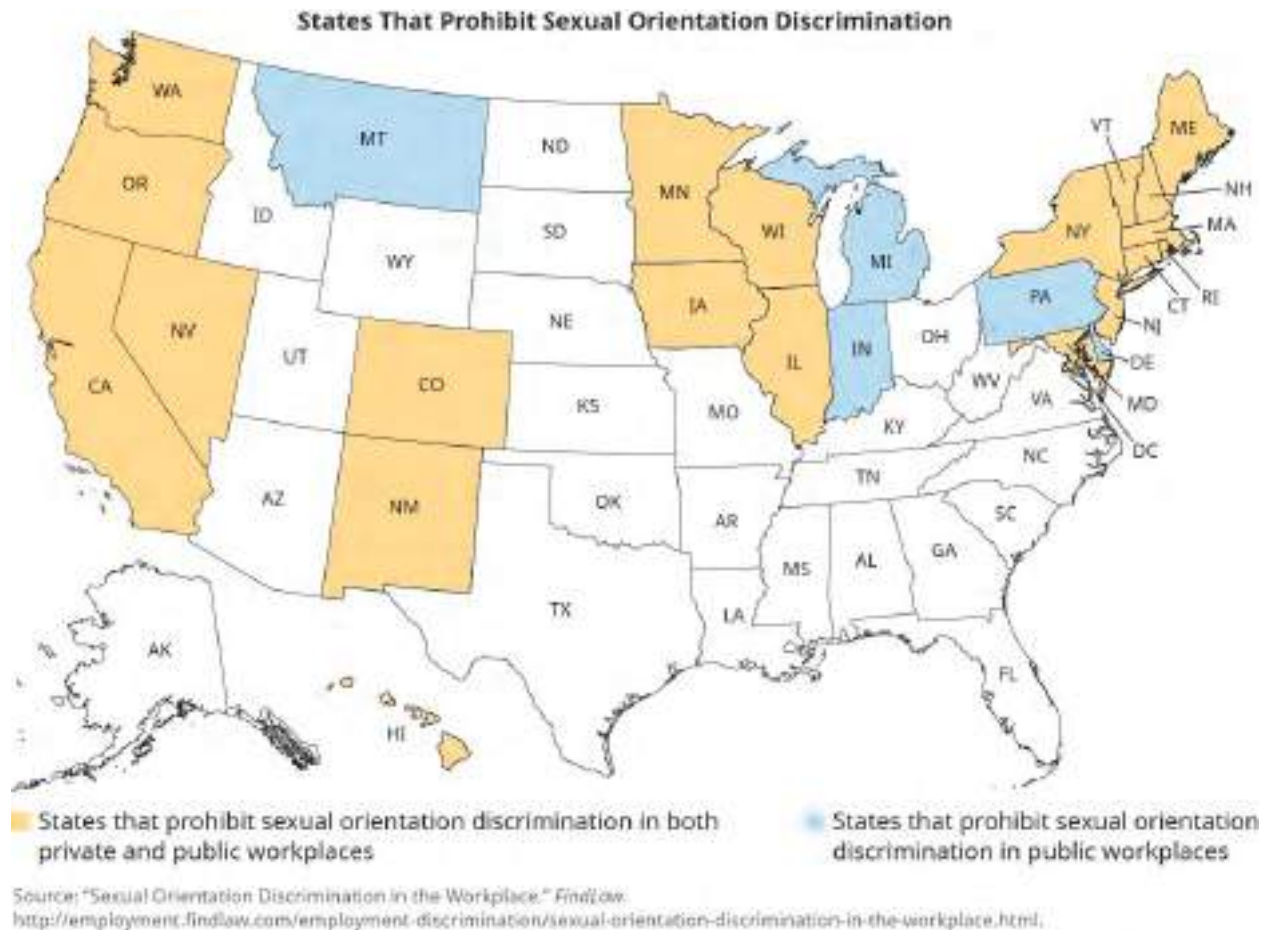 States That Prohibit Sexual Orientation Discrimination
WA
MT
ND
OR
ID
MN
VT
ME
NH
SD
WI
NY
MA
WY
MI
CT
RI
PA
NJ
IA
NE
NV
UT
CA
CO
IL
IN
OH
DE
WV
VA
MD
KS
MO
KY
DC
AZ
NM
OK
AR
TN
NC
SC
MS
AL
GA
TX
LA
AK
FL
HI
States that prohibit sexual orientation discrimination in both
private and public workplaces
States that prohibit sexual orientation
discrimination in public workplaces
Source: "Sexual Orientation Discrimination in the Workplace." FindLaw.
http://employment.findlaw.com/employment-discrimination/sexual-orientation-discrimination-in-the-workplace.html.